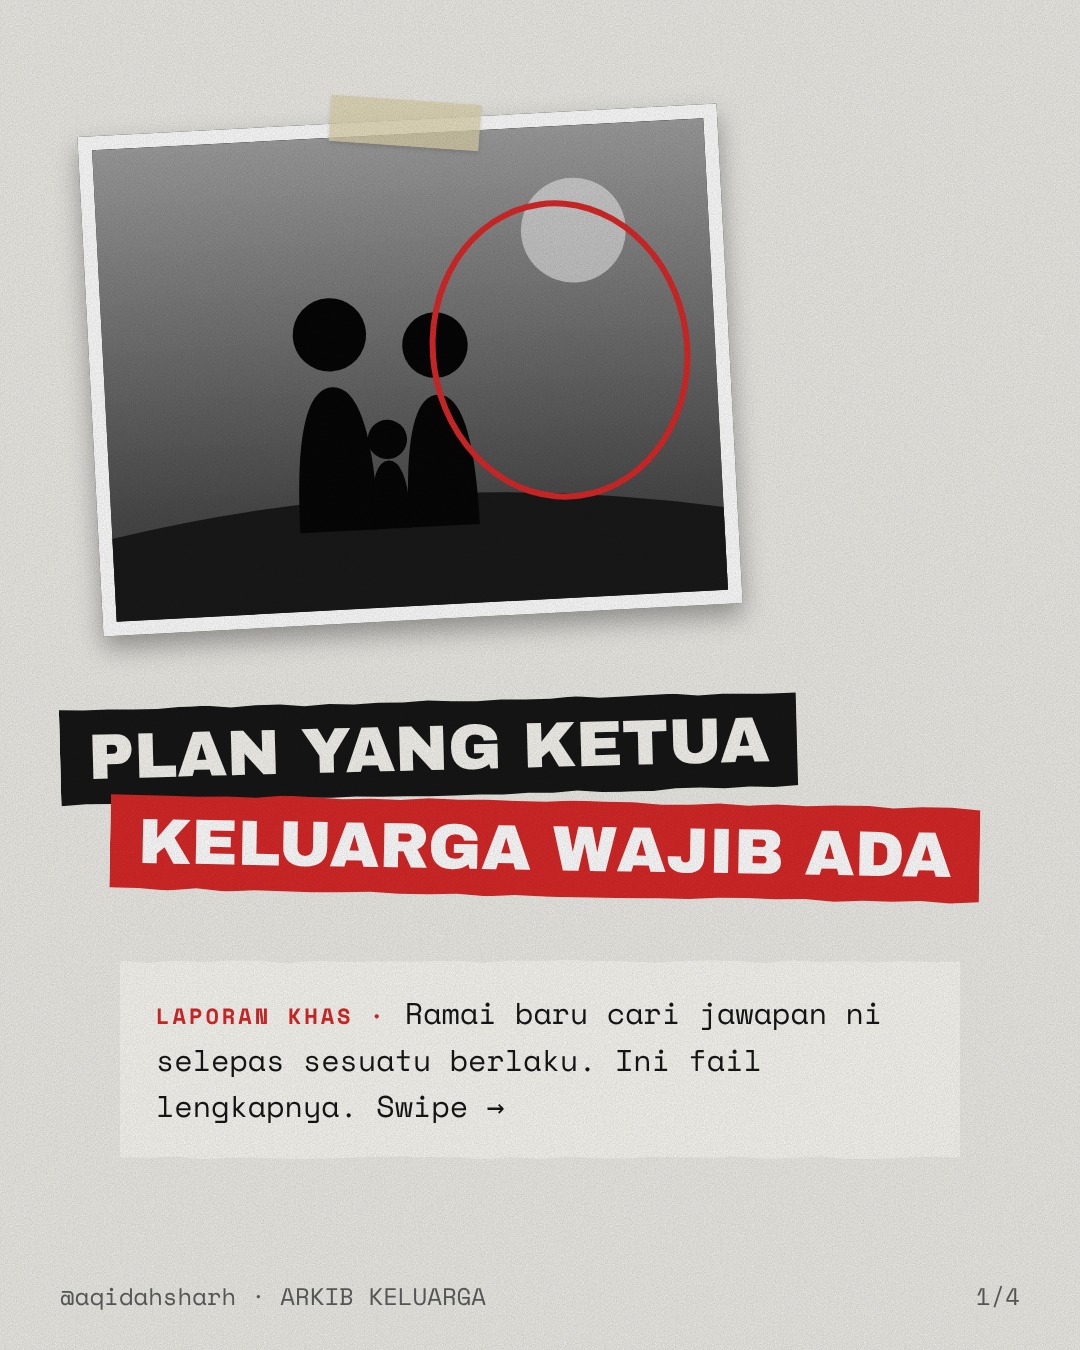 PLAN YANG KETUA
KELUARGA WAJIB ADA
LAPORAN KHAS · Ramai baru cari jawapan ni
selepas sesuatu berlaku. Ini fail
lengkapnya. Swipe →
@aqidahsharh · ARKIB KELUARGA
1/4